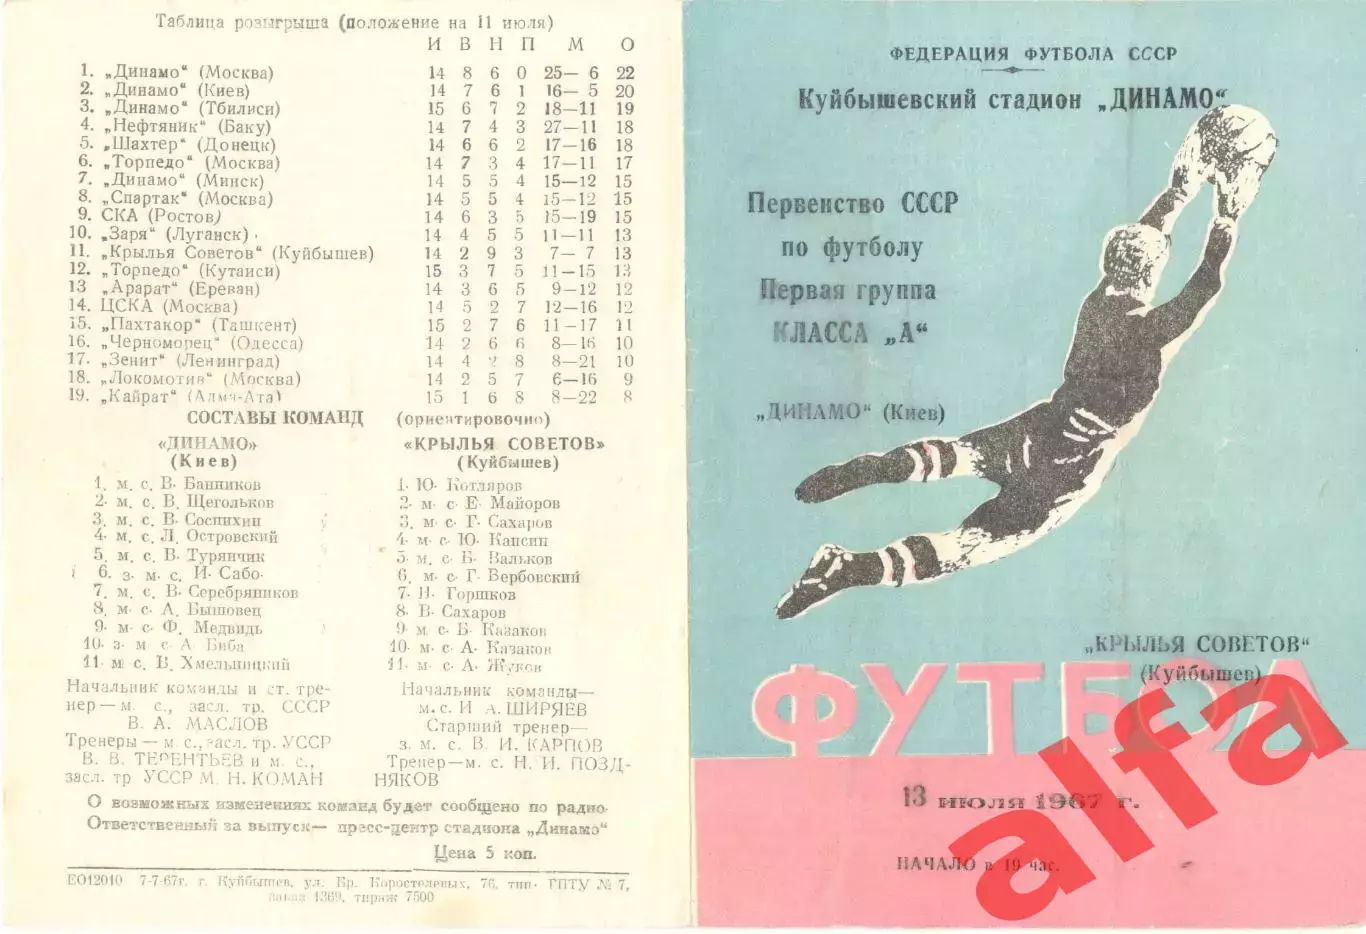 Таблица розыгрыша (положение на 11 июля)
И В Н П М О
1. „Динамо“ (Москва) 14 8 6 0 25— 6 22
2. „Динамо“ (Киев) 14 7 6 1 16— 5 20
3. „Динамо“ (Тбилиси) 15 6 7 2 18—11 19
4. „Нефтяник“ (Баку) 14 7 4 3 27—11 18
5. „Шахтер“ (Донецк) 14 6 6 2 17—16 18
6. „Торпедо“ (Москва) 14 7 3 4 17—11 17
7. „Динамо“ (Минск) 14 5 5 4 15—12 15
8. „Спартак“ (Москва) 14 5 5 4 15—12 15
9. СКА (Ростов) 14 6 3 5 15—19 15
10. „Заря“ (Луганск) 14 4 5 5 11—11 13
11. „Крылья Советов“ (Куйбышев) 14 2 9 3 7— 7 13
12. „Торпедо“ (Кутаиси) 15 3 7 5 11—15 13
13 „Арарат“ (Ереван) 14 3 6 5 9—12 12
14. ЦСКА (Москва) 14 5 2 7 12—16 12
15. „Пахтакор“ (Ташкент) 15 2 7 6 11—17 11
16. „Черноморец“ (Одесса) 14 2 6 6 8—16 10
17. „Зенит“ (Ленинград) 14 4 2 8 8—21 10
18. „Локомотив“ (Москва) 14 2 5 7 6—16 9
19. „Кайрат“ (Алма-Ата) 15 1 6 8 8—22 8
СОСТАВЫ КОМАНД (ориентировочно)
«ДИНАМО»
(Киев)
1. м. с. В. Банников
2. м. с. В. Щегольков
3. м. с. В. Соснихин
4. м. с. Л. Островский
5. м. с. В. Турянчик
6. з. м. с. И. Сабо
7. м. с. В. Серебряников
8. м. с. А. Бышовец
9. м. с. Ф. Медвидь
10. з. м. с. А. Биба
11. м. с. В. Хмельницкий
Начальник команды и ст. тре-
нер—м. с., засл. тр. СССР
В. А. МАСЛОВ
Тренеры — м. с., засл. тр. УССР
В. В. ТЕРЕНТЬЕВ и м. с.,
засл. тр УССР М. Н. КОМАН
«КРЫЛЬЯ СОВЕТОВ»
(Куйбышев)
1. Ю. Котляров
2. м. с. Е. Майоров
3. м. с. Г. Сахаров
4. м. с. Ю. Капсин
5. м. с. В. Вальков
6. м. с. Г. Вербовский
7. В. Горшков
8. В. Сахаров
9. м. с. Б. Казаков
10. м. с. А. Казаков
11. м. с. А. Жуков
Начальник команды—
м. с. И А. ШИРЯЕВ
Старший тренер—
з. м. с. В. И. КАРПОВ
Тренер—м. с. Н. И. ПОЗД-
НЯКОВ
О возможных изменениях команд будет сообщено по радио
Ответственный за выпуск— пресс-центр стадиона „Динамо“
Цена 5 коп.
ЕО12010 7-7-67г. г. Куйбышев, ул. Бр. Коростелевых, 76, тип. ГПТУ № 7,
заказ 1369, тираж 7500
ФЕДЕРАЦИЯ ФУТБОЛА СССР
Куйбышевский стадион „ДИНАМО“
Первенство СССР
по футболу
Первая группа
КЛАССА „А“
„ДИНАМО“ (Киев)
„КРЫЛЬЯ СОВЕТОВ“
(Куйбышев)
ФУТБОЛ
13 июля 1967 г.
НАЧАЛО в 19 час.
alfa